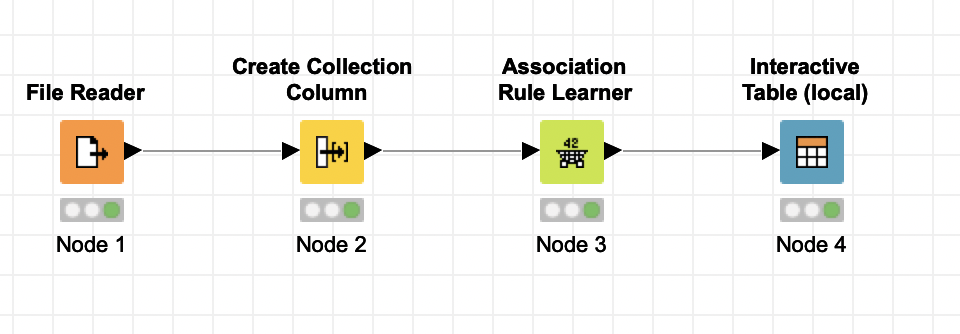 File Reader
Create Collection
Column
Association
Rule Learner
Interactive
Table (local)
42
Node 1
Node 2
Node 3
Node 4